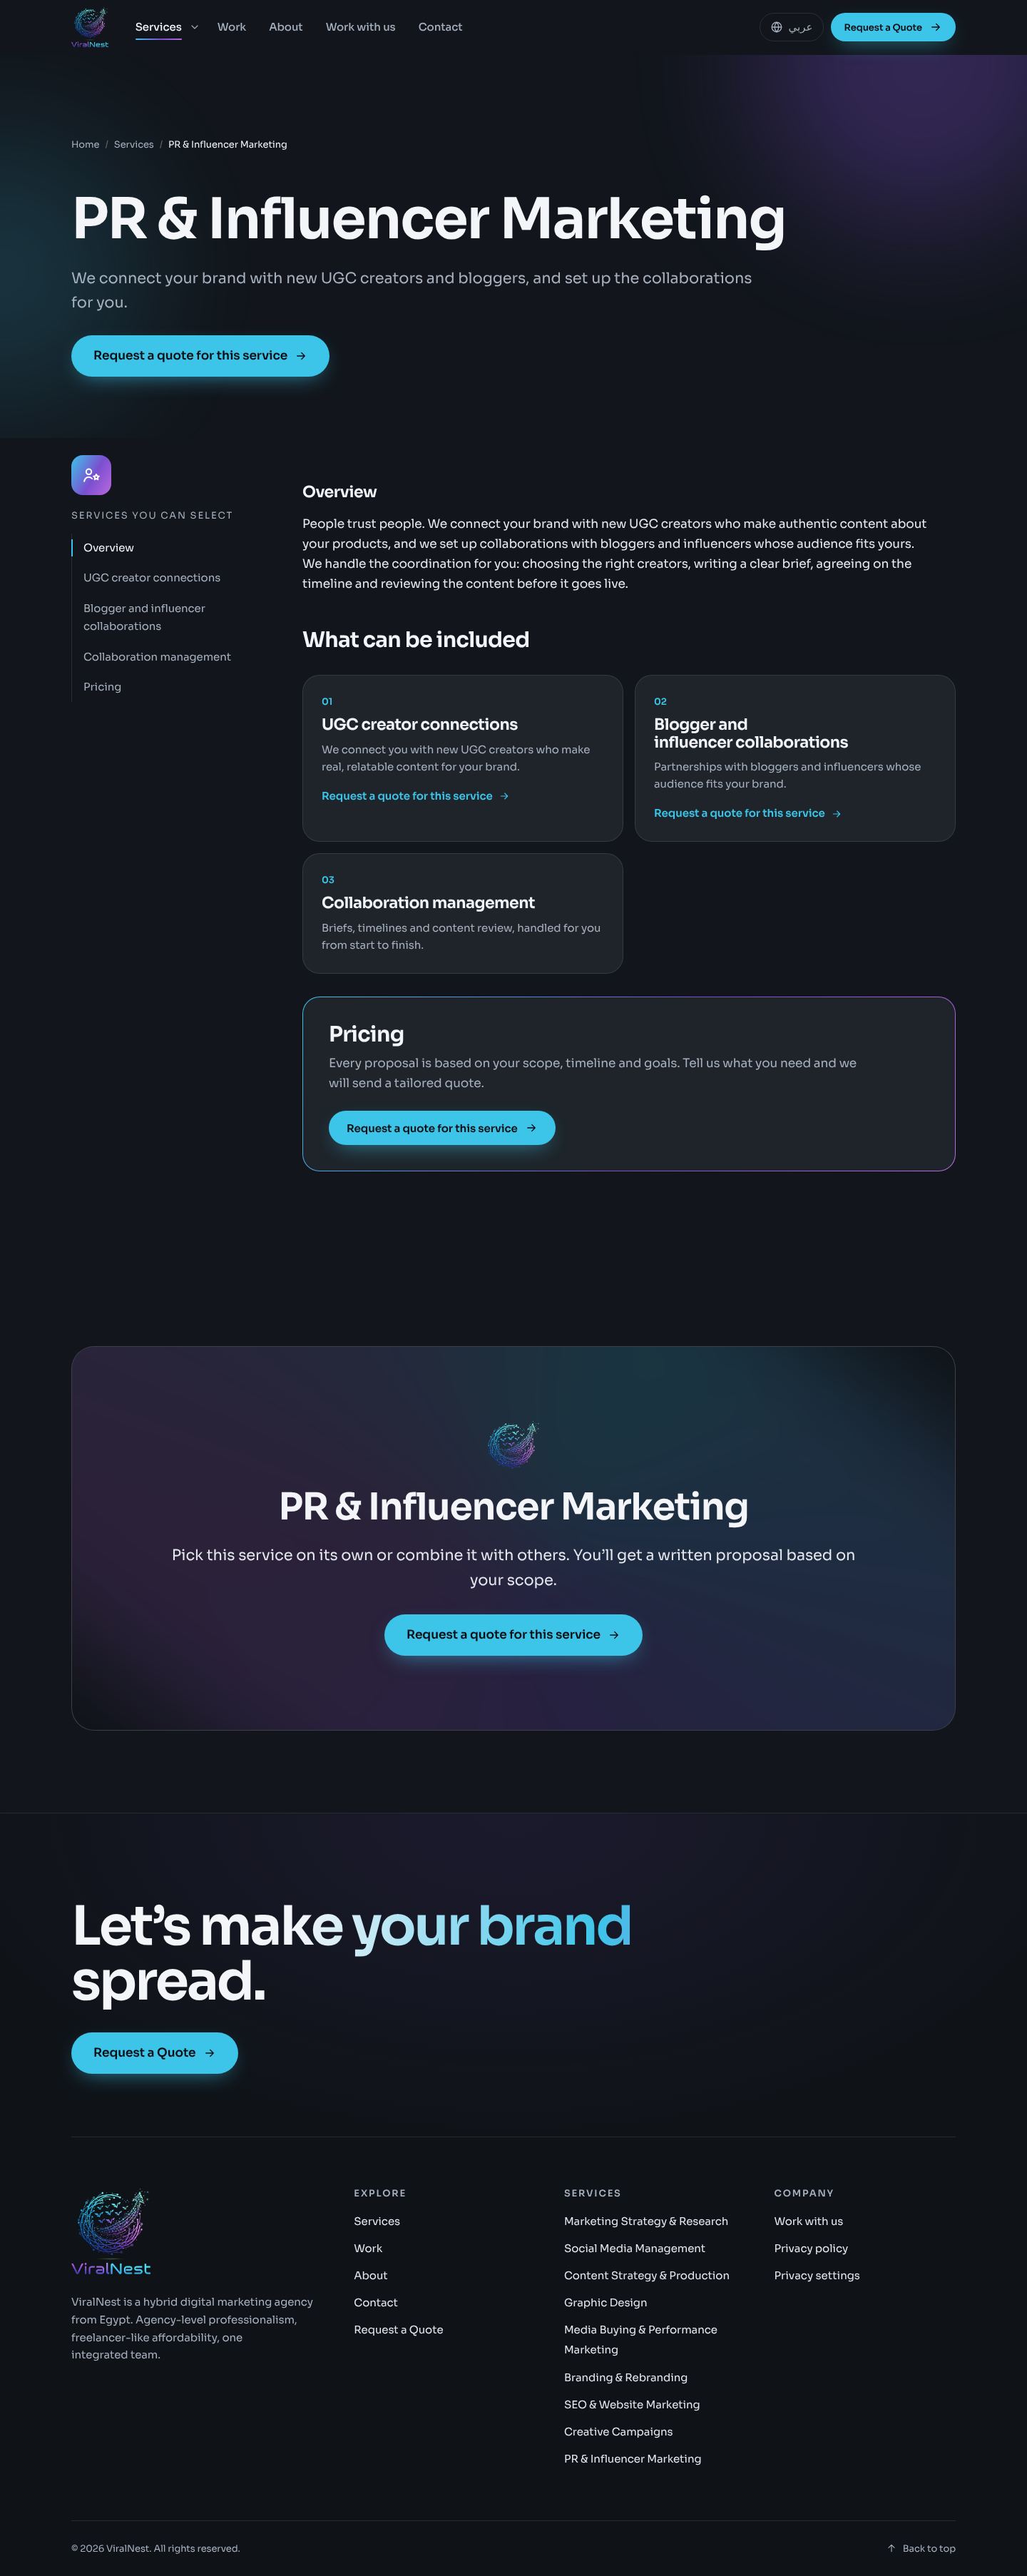 ViralNest
Services
Work
About
Work with us
Contact
عربي
Request a Quote
Home / Services / PR & Influencer Marketing
PR & Influencer Marketing
We connect your brand with new UGC creators and bloggers, and set up the collaborations
for you.
Request a quote for this service
SERVICES YOU CAN SELECT
Overview
UGC creator connections
Blogger and influencer
collaborations
Collaboration management
Pricing
Overview
People trust people. We connect your brand with new UGC creators who make authentic content about
your products, and we set up collaborations with bloggers and influencers whose audience fits yours.
We handle the coordination for you: choosing the right creators, writing a clear brief, agreeing on the
timeline and reviewing the content before it goes live.
What can be included
01
UGC creator connections
We connect you with new UGC creators who make
real, relatable content for your brand.
Request a quote for this service
02
Blogger and
influencer collaborations
Partnerships with bloggers and influencers whose
audience fits your brand.
Request a quote for this service
03
Collaboration management
Briefs, timelines and content review, handled for you
from start to finish.
Pricing
Every proposal is based on your scope, timeline and goals. Tell us what you need and we
will send a tailored quote.
Request a quote for this service
PR & Influencer Marketing
Pick this service on its own or combine it with others. You’ll get a written proposal based on
your scope.
Request a quote for this service
Let’s make your brand
spread.
Request a Quote
ViralNest
ViralNest is a hybrid digital marketing agency
from Egypt. Agency-level professionalism,
freelancer-like affordability, one
integrated team.
EXPLORE
Services
Work
About
Contact
Request a Quote
SERVICES
Marketing Strategy & Research
Social Media Management
Content Strategy & Production
Graphic Design
Media Buying & Performance
Marketing
Branding & Rebranding
SEO & Website Marketing
Creative Campaigns
PR & Influencer Marketing
COMPANY
Work with us
Privacy policy
Privacy settings
© 2026 ViralNest. All rights reserved.
Back to top